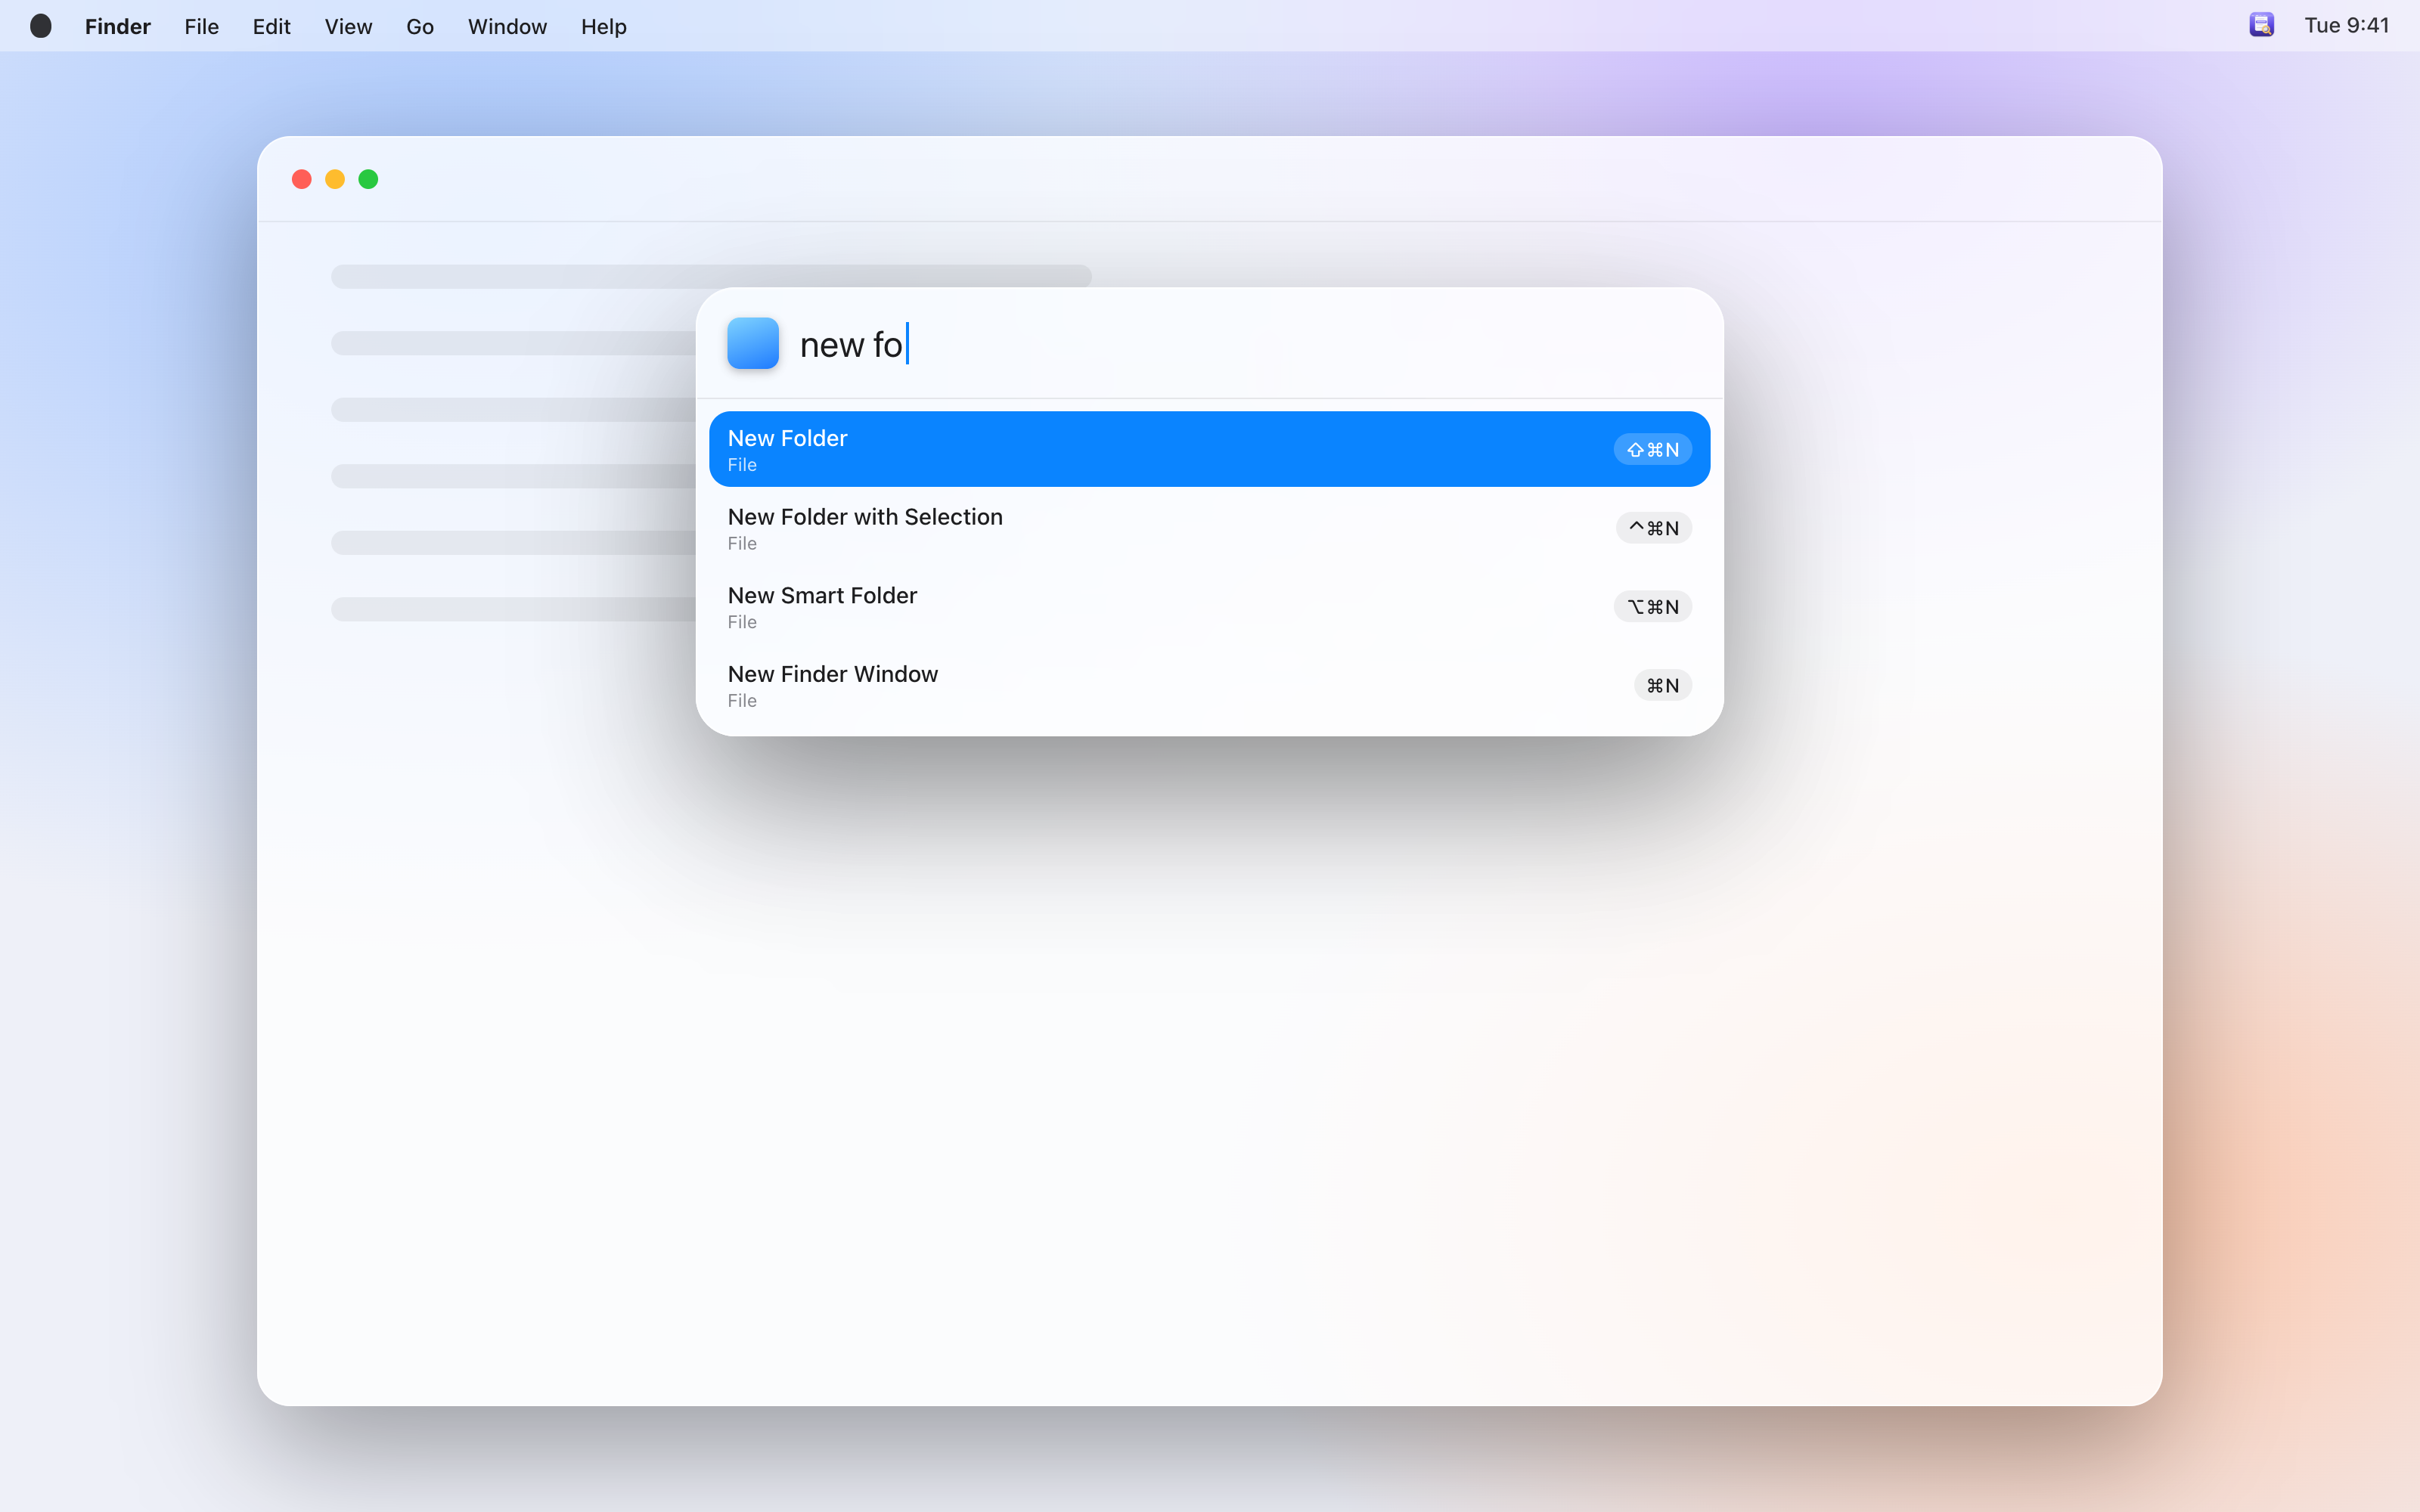 Finder File Edit View Go Window Help Tue 9:41
new fo
New Folder
File
⇧⌘N
New Folder with Selection
File
^⌘N
New Smart Folder
File
⌥⌘N
New Finder Window
File
⌘N